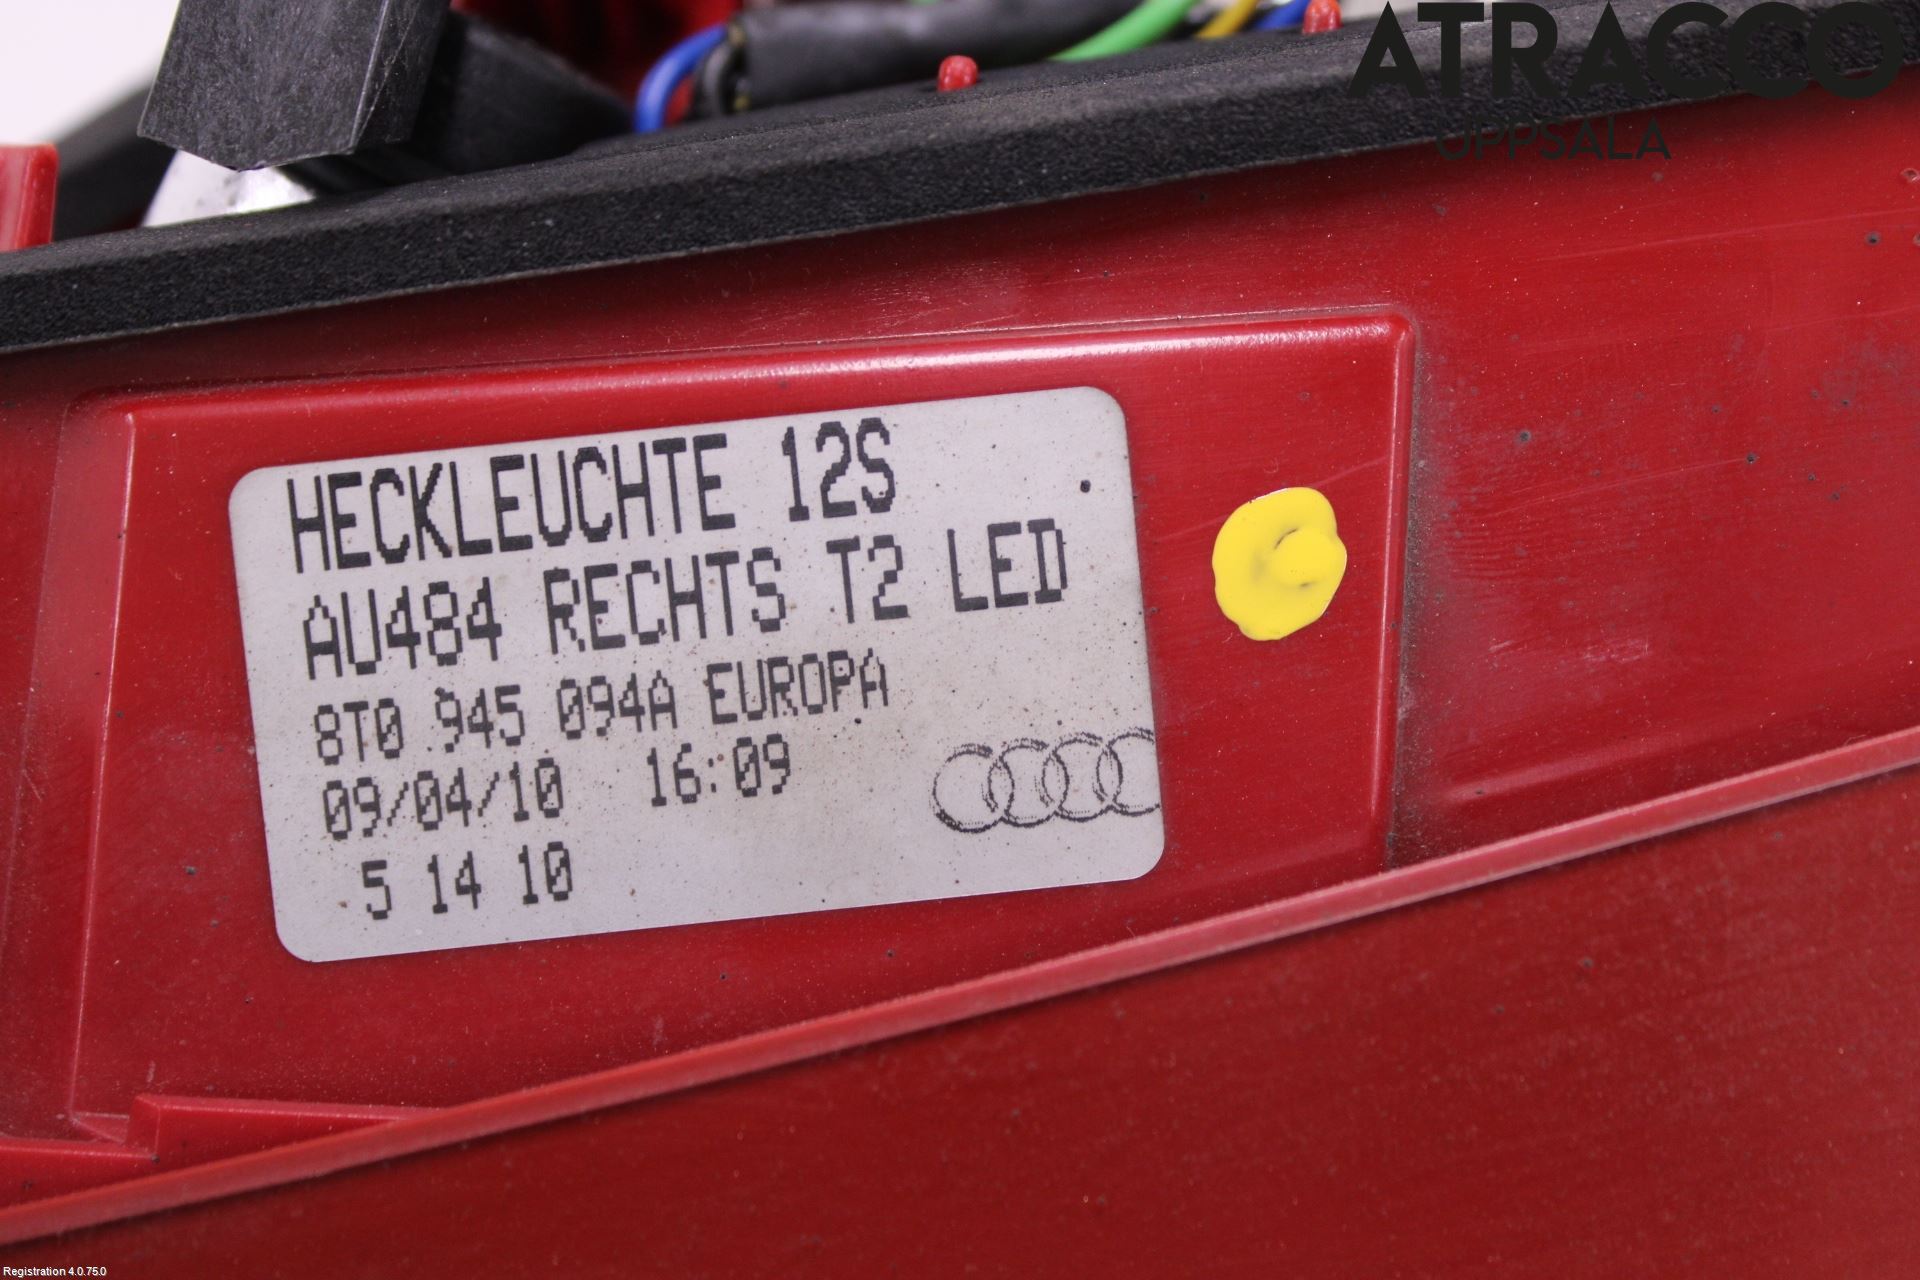 ATRACCO
UPPSALA
HECKLEUCHTE 12S
AU484 RECHTS T2 LED
8T0 945 094A EUROPA
09/04/10 16:09
5 14 10
Registration 4.0.75.0